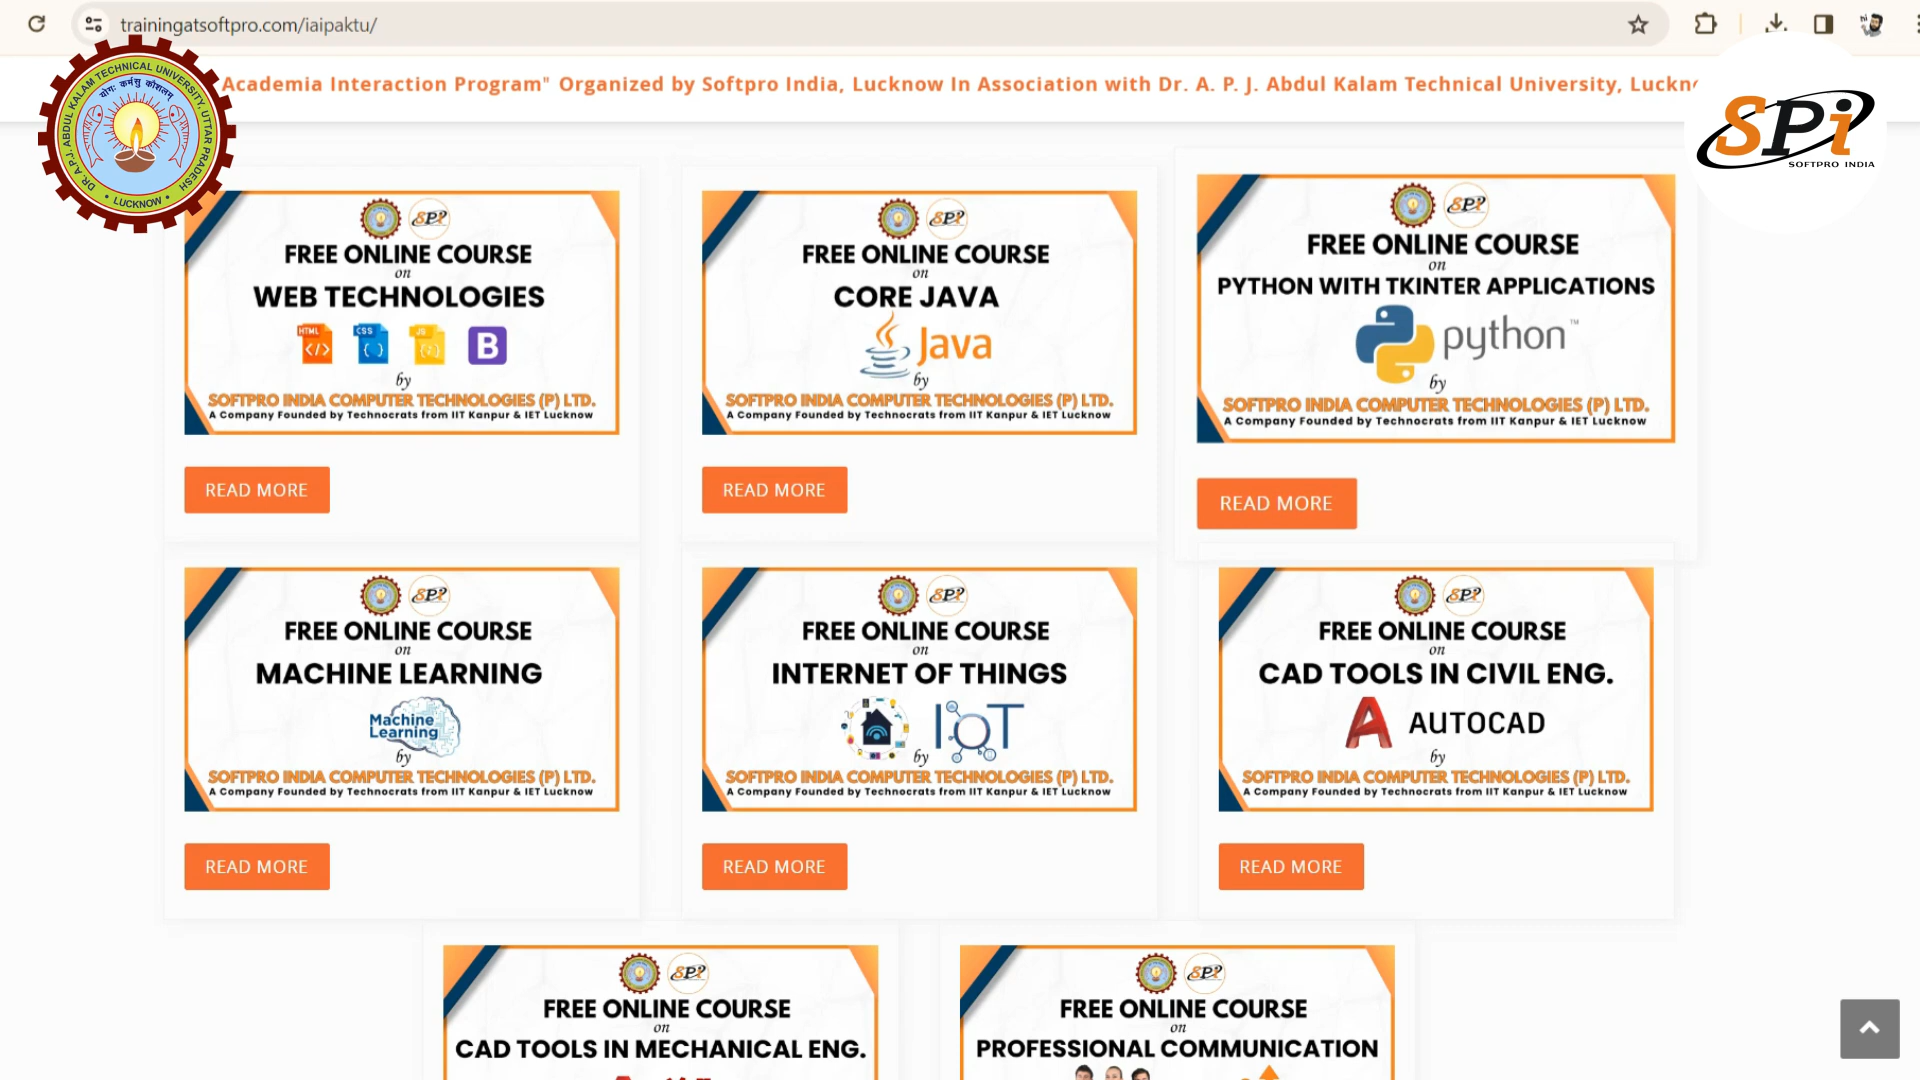 trainingatsoftpro.com/iaipaktu/
Academia Interaction Program" Organized by Softpro India, Lucknow In Association with Dr. A. P. J. Abdul Kalam Technical University, Luckn
DR. A.P.J. ABDUL KALAM TECHNICAL UNIVERSITY, UTTAR PRADESH
योगः कर्मसु कौशलम्
• LUCKNOW •
SPi
SOFTPRO INDIA
FREE ONLINE COURSE
on
WEB TECHNOLOGIES
HTML
CSS
JS
B
by
SOFTPRO INDIA COMPUTER TECHNOLOGIES (P) LTD.
A Company Founded by Technocrats from IIT Kanpur & IET Lucknow
READ MORE
FREE ONLINE COURSE
on
CORE JAVA
Java
by
SOFTPRO INDIA COMPUTER TECHNOLOGIES (P) LTD.
A Company Founded by Technocrats from IIT Kanpur & IET Lucknow
READ MORE
FREE ONLINE COURSE
on
PYTHON WITH TKINTER APPLICATIONS
python™
by
SOFTPRO INDIA COMPUTER TECHNOLOGIES (P) LTD.
A Company Founded by Technocrats from IIT Kanpur & IET Lucknow
READ MORE
FREE ONLINE COURSE
on
MACHINE LEARNING
Machine
Learning
by
SOFTPRO INDIA COMPUTER TECHNOLOGIES (P) LTD.
A Company Founded by Technocrats from IIT Kanpur & IET Lucknow
READ MORE
FREE ONLINE COURSE
on
INTERNET OF THINGS
IoT
by
SOFTPRO INDIA COMPUTER TECHNOLOGIES (P) LTD.
A Company Founded by Technocrats from IIT Kanpur & IET Lucknow
READ MORE
FREE ONLINE COURSE
on
CAD TOOLS IN CIVIL ENG.
AUTOCAD
by
SOFTPRO INDIA COMPUTER TECHNOLOGIES (P) LTD.
A Company Founded by Technocrats from IIT Kanpur & IET Lucknow
READ MORE
FREE ONLINE COURSE
on
CAD TOOLS IN MECHANICAL ENG.
FREE ONLINE COURSE
on
PROFESSIONAL COMMUNICATION